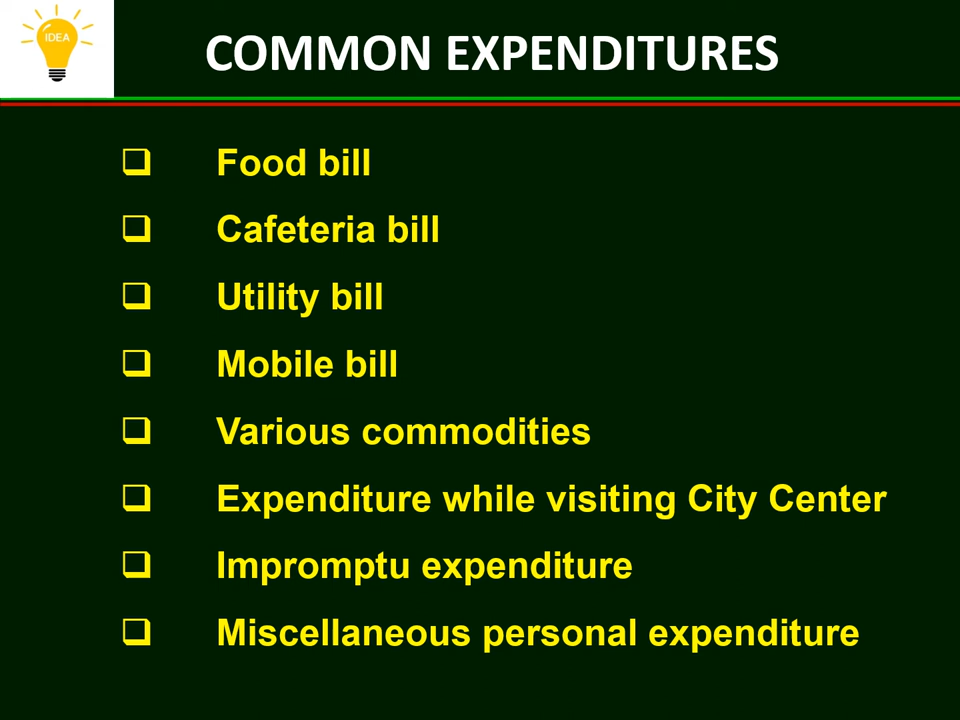 IDEA
COMMON EXPENDITURES
Food bill
Cafeteria bill
Utility bill
Mobile bill
Various commodities
Expenditure while visiting City Center
Impromptu expenditure
Miscellaneous personal expenditure